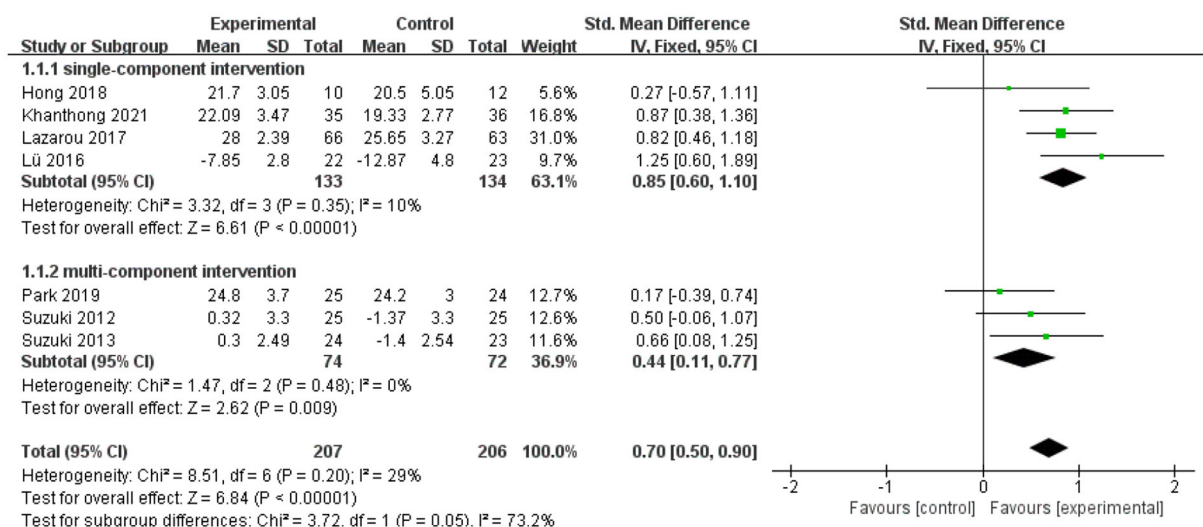 Experimental Control Std. Mean Difference Std. Mean Difference
Study or Subgroup Mean SD Total Mean SD Total Weight IV, Fixed, 95% CI IV, Fixed, 95% CI
1.1.1 single-component intervention
Hong 2018 21.7 3.05 10 20.5 5.05 12 5.6% 0.27 [-0.57, 1.11]
Khanthong 2021 22.09 3.47 35 19.33 2.77 36 16.8% 0.87 [0.38, 1.36]
Lazarou 2017 28 2.39 66 25.65 3.27 63 31.0% 0.82 [0.46, 1.18]
Lü 2016 -7.85 2.8 22 -12.87 4.8 23 9.7% 1.25 [0.60, 1.89]
Subtotal (95% CI) 133 134 63.1% 0.85 [0.60, 1.10]
Heterogeneity: Chi² = 3.32, df = 3 (P = 0.35); I² = 10%
Test for overall effect: Z = 6.61 (P < 0.00001)
1.1.2 multi-component intervention
Park 2019 24.8 3.7 25 24.2 3 24 12.7% 0.17 [-0.39, 0.74]
Suzuki 2012 0.32 3.3 25 -1.37 3.3 25 12.6% 0.50 [-0.06, 1.07]
Suzuki 2013 0.3 2.49 24 -1.4 2.54 23 11.6% 0.66 [0.08, 1.25]
Subtotal (95% CI) 74 72 36.9% 0.44 [0.11, 0.77]
Heterogeneity: Chi² = 1.47, df = 2 (P = 0.48); I² = 0%
Test for overall effect: Z = 2.62 (P = 0.009)
Total (95% CI) 207 206 100.0% 0.70 [0.50, 0.90]
Heterogeneity: Chi² = 8.51, df = 6 (P = 0.20); I² = 29%
Test for overall effect: Z = 6.84 (P < 0.00001)
Test for subgroup differences: Chi² = 3.72, df = 1 (P = 0.05), I² = 73.2%
-2 -1 0 1 2
Favours [control] Favours [experimental]